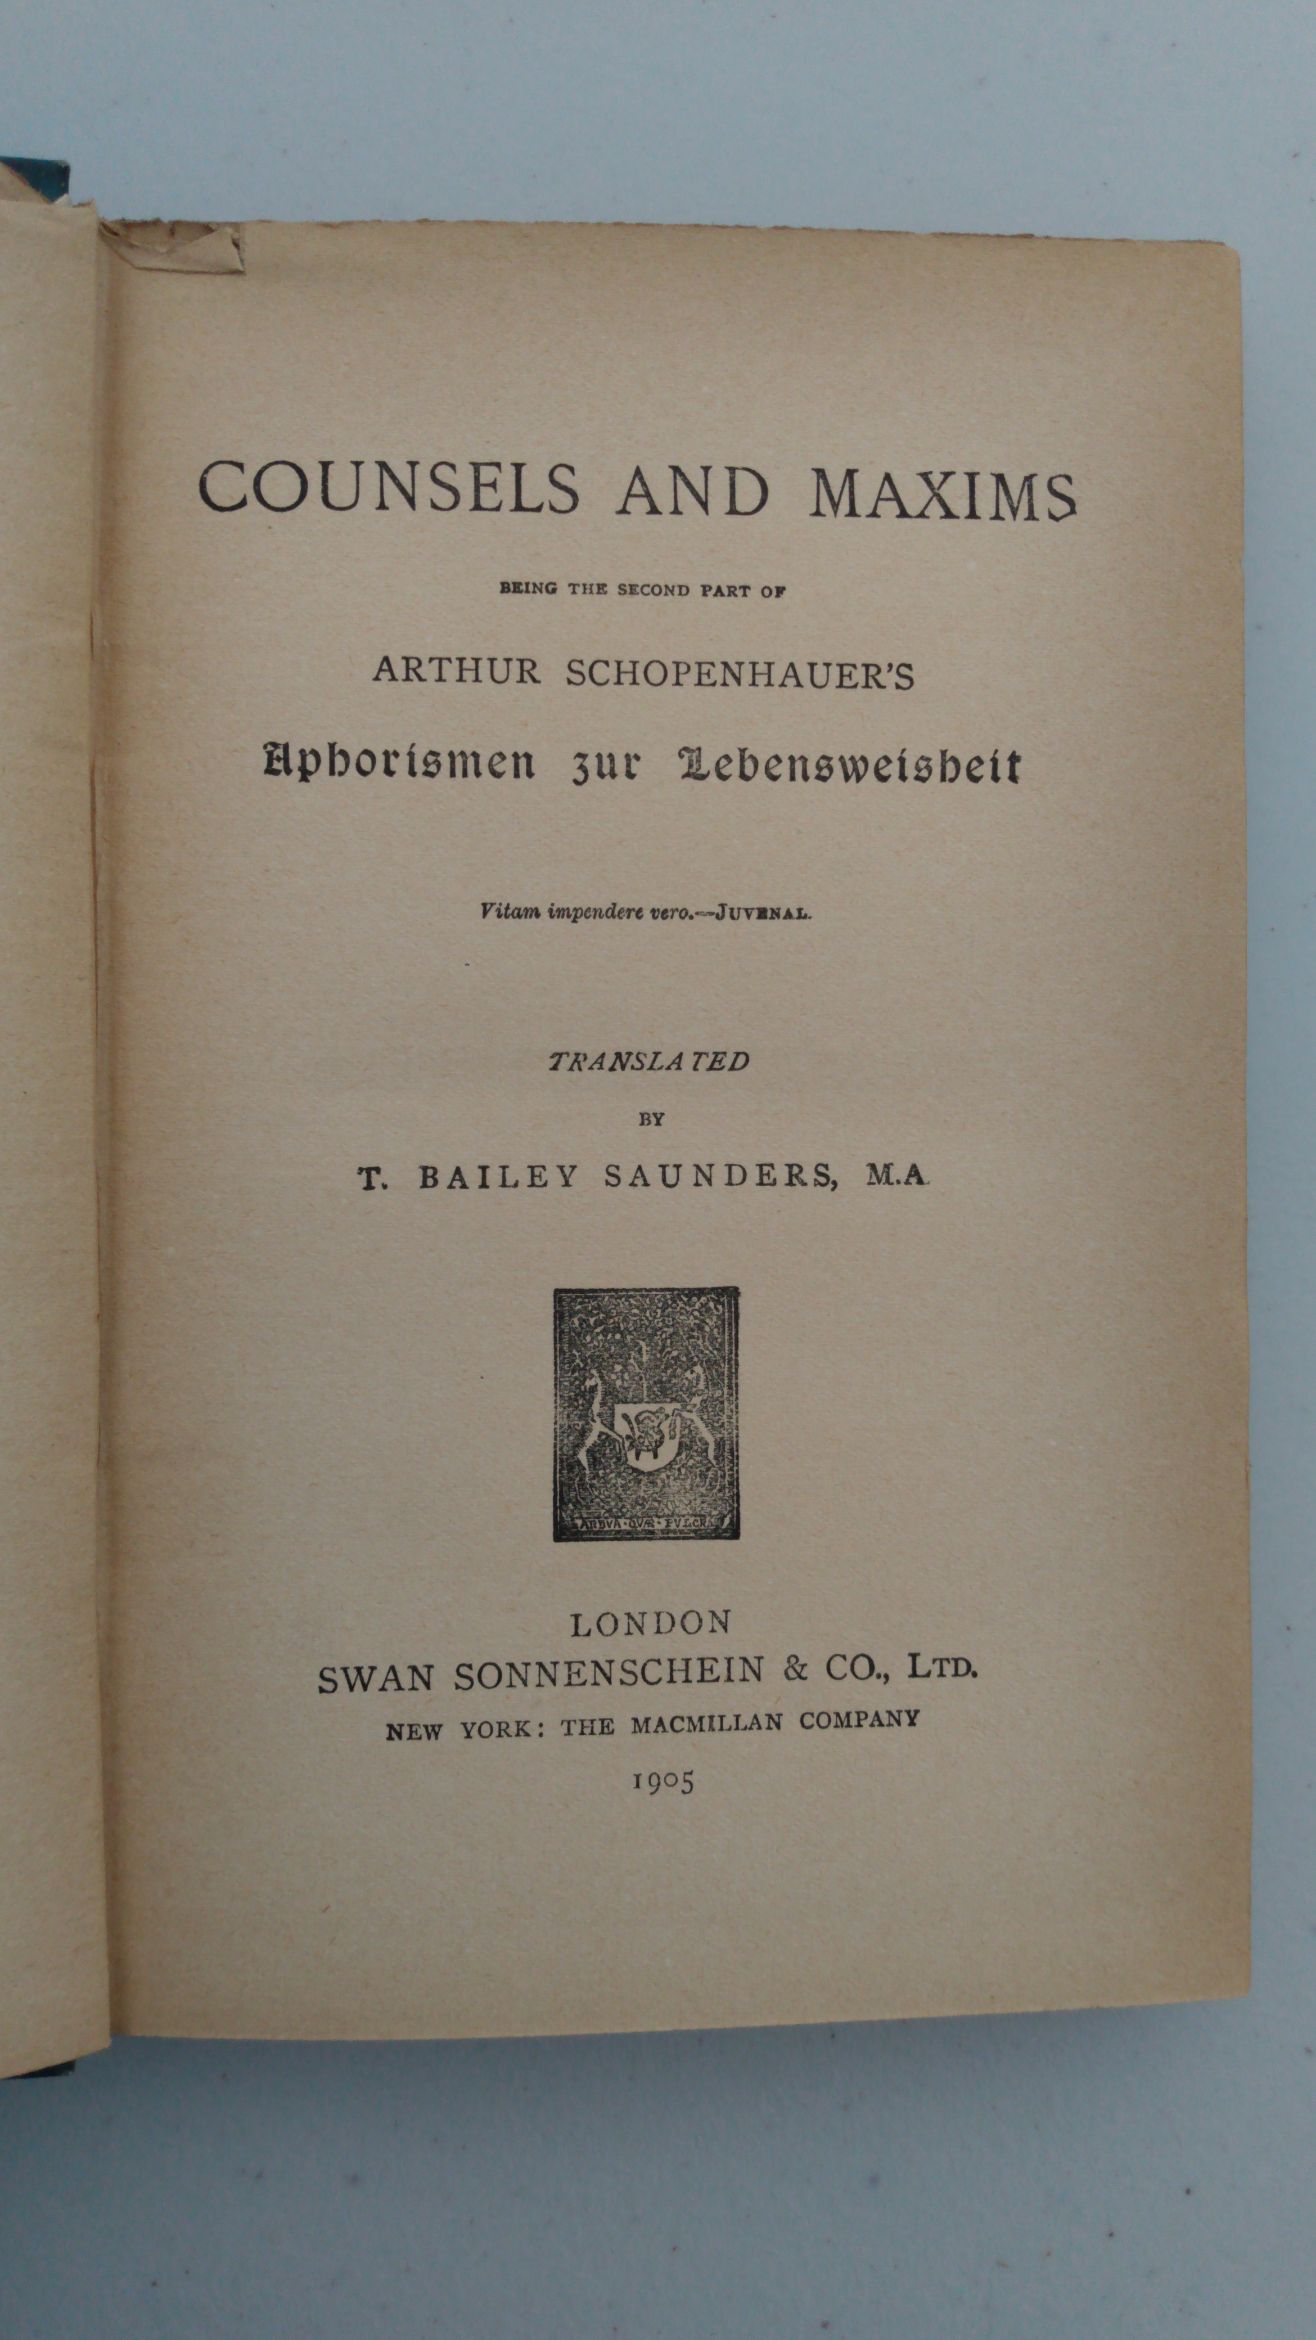 COUNSELS AND MAXIMS
BEING THE SECOND PART OF
ARTHUR SCHOPENHAUER'S
Aphorismen zur Lebensweisheit
Vitam impendere vero.—JUVENAL.
TRANSLATED
BY
T. BAILEY SAUNDERS, M.A.
LONDON
SWAN SONNENSCHEIN & CO., LTD.
NEW YORK: THE MACMILLAN COMPANY
1905